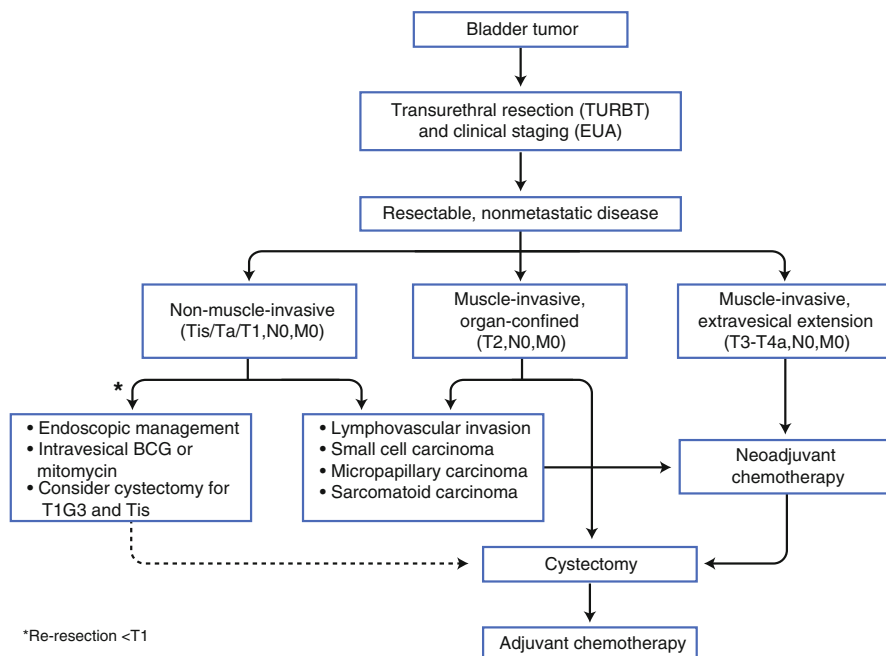 Bladder tumor
Transurethral resection (TURBT)
and clinical staging (EUA)
Resectable, nonmetastatic disease
Non-muscle-invasive
(Tis/Ta/T1,N0,M0)
Muscle-invasive,
organ-confined
(T2,N0,M0)
Muscle-invasive,
extravesical extension
(T3-T4a,N0,M0)
*
• Endoscopic management
• Intravesical BCG or
mitomycin
• Consider cystectomy for
T1G3 and Tis
• Lymphovascular invasion
• Small cell carcinoma
• Micropapillary carcinoma
• Sarcomatoid carcinoma
Neoadjuvant
chemotherapy
Cystectomy
Adjuvant chemotherapy
*Re-resection <T1